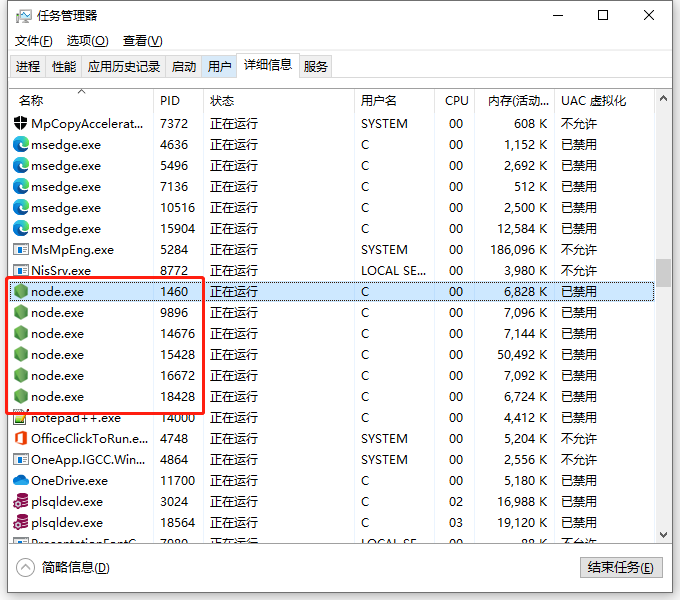 任务管理器
文件(F) 选项(O) 查看(V)
进程 性能 应用历史记录 启动 用户 详细信息 服务
名称 PID 状态 用户名 CPU 内存(活动... UAC 虚拟化
MpCopyAccelerat... 7372 正在运行 SYSTEM 00 608 K 不允许
msedge.exe 4636 正在运行 C 00 1,152 K 已禁用
msedge.exe 5496 正在运行 C 00 2,692 K 已禁用
msedge.exe 7136 正在运行 C 00 512 K 已禁用
msedge.exe 10516 正在运行 C 00 2,500 K 已禁用
msedge.exe 15904 正在运行 C 00 12,584 K 已禁用
MsMpEng.exe 5284 正在运行 SYSTEM 00 186,096 K 不允许
NisSrv.exe 8772 正在运行 LOCAL SE... 00 3,980 K 不允许
node.exe 1460 正在运行 C 00 6,828 K 已禁用
node.exe 9896 正在运行 C 00 7,096 K 已禁用
node.exe 14676 正在运行 C 00 7,144 K 已禁用
node.exe 15428 正在运行 C 00 50,492 K 已禁用
node.exe 16672 正在运行 C 00 7,092 K 已禁用
node.exe 18428 正在运行 C 00 6,724 K 已禁用
notepad++.exe 14000 正在运行 C 00 4,412 K 已禁用
OfficeClickToRun.e... 4748 正在运行 SYSTEM 00 5,204 K 不允许
OneApp.IGCC.Win... 4864 正在运行 SYSTEM 00 2,556 K 不允许
OneDrive.exe 11700 正在运行 C 00 5,180 K 已禁用
plsqldev.exe 3024 正在运行 C 02 16,988 K 已禁用
plsqldev.exe 18564 正在运行 C 03 19,120 K 已禁用
简略信息(D) 结束任务(E)